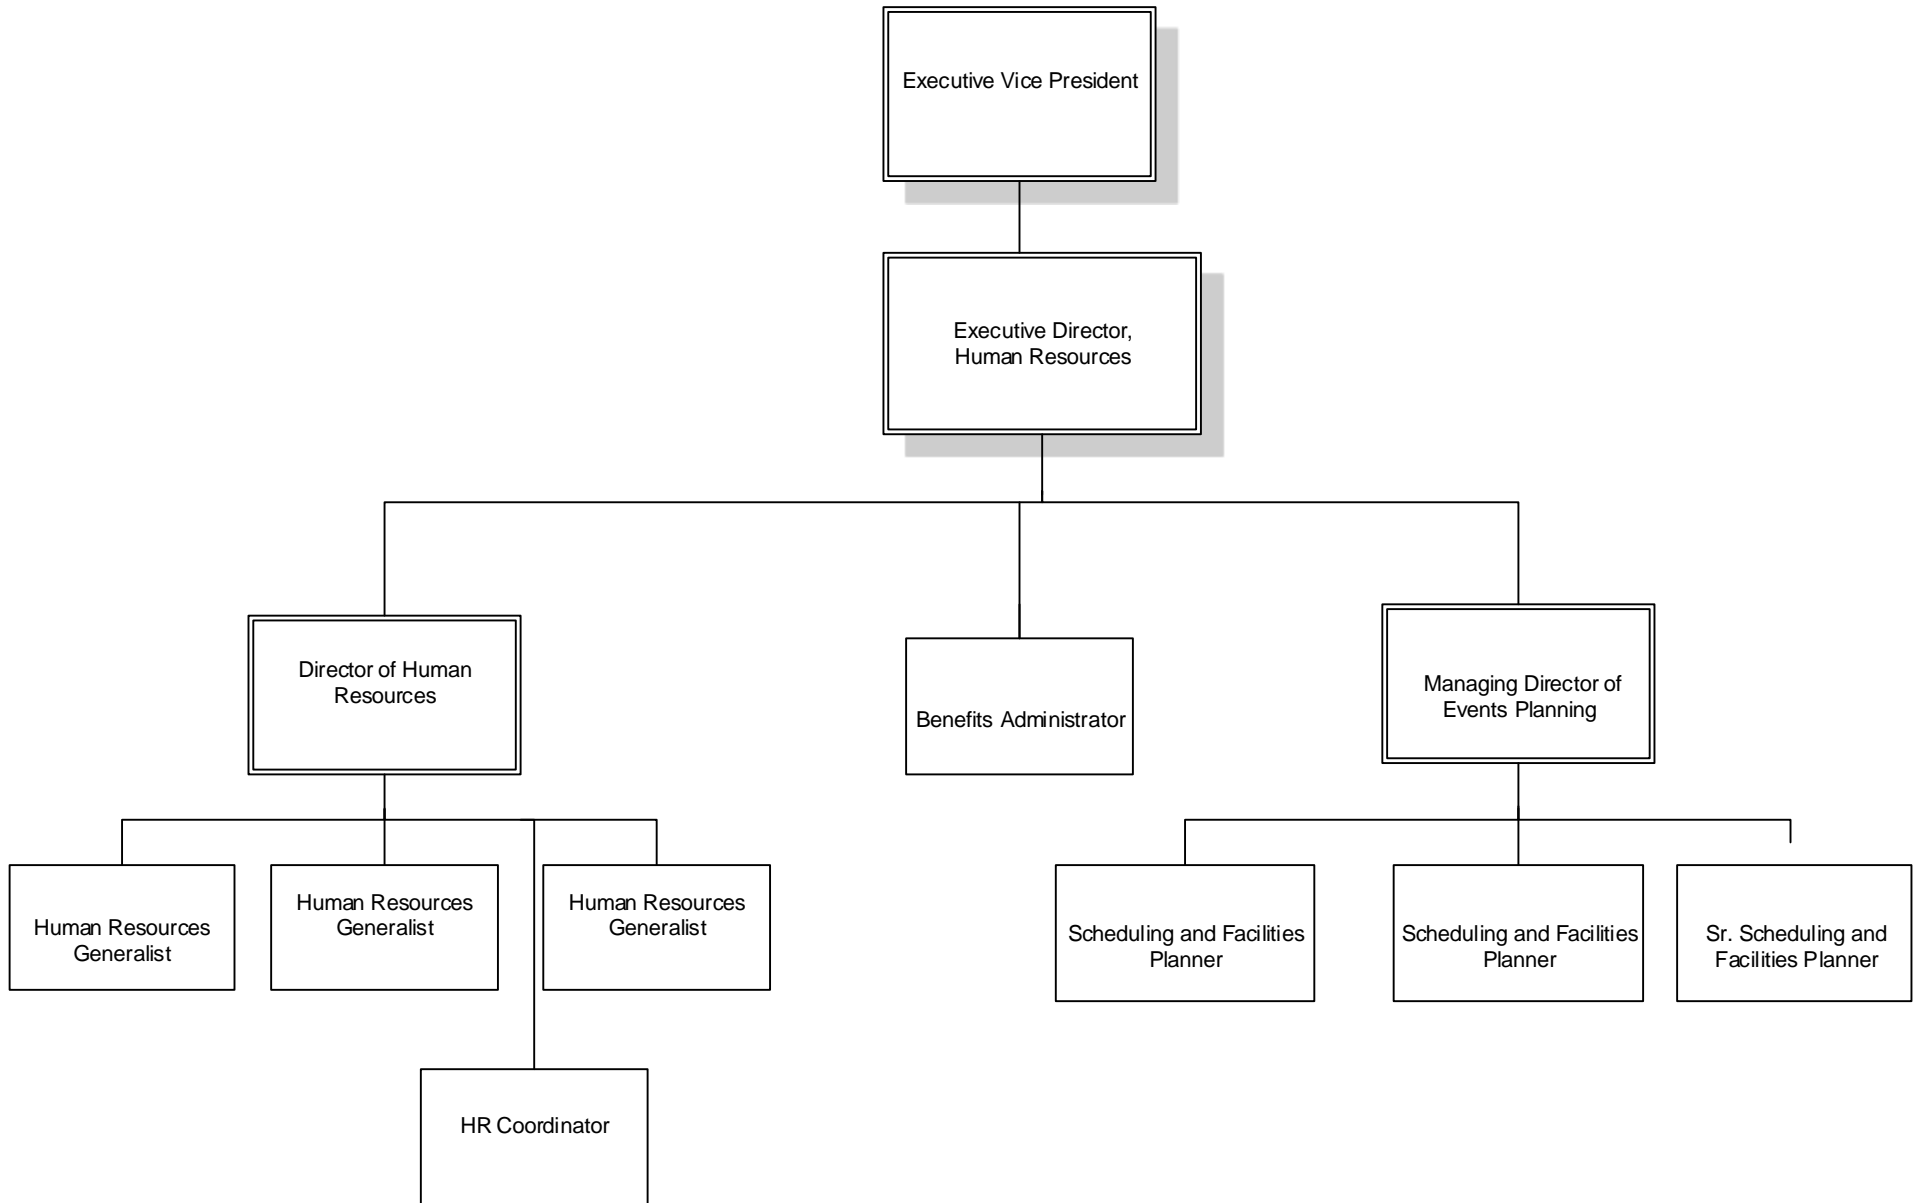 Executive Vice President
Executive Director,
Human Resources
Director of Human
Resources
Benefits Administrator
Managing Director of
Events Planning
Human Resources
Generalist
Human Resources
Generalist
Human Resources
Generalist
Scheduling and Facilities
Planner
Scheduling and Facilities
Planner
Sr. Scheduling and
Facilities Planner
HR Coordinator